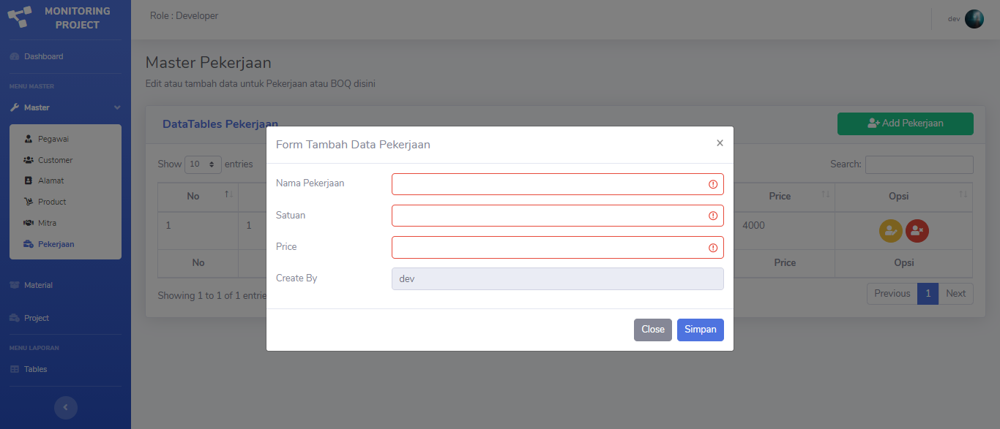 MONITORING
PROJECT
Role : Developer
dev
Dashboard
MENU MASTER
Master
Pegawai
Customer
Alamat
Product
Mitra
Pekerjaan
Material
Project
MENU LAPORAN
Tables
Master Pekerjaan
Edit atau tambah data untuk Pekerjaan atau BOQ disini
DataTables Pekerjaan
Add Pekerjaan
Show 10 entries
Search:
No Price Opsi
1 1 4000
No Price Opsi
Showing 1 to 1 of 1
Previous 1 Next
Form Tambah Data Pekerjaan
×
Nama Pekerjaan
Satuan
Price
Create By dev
Close Simpan